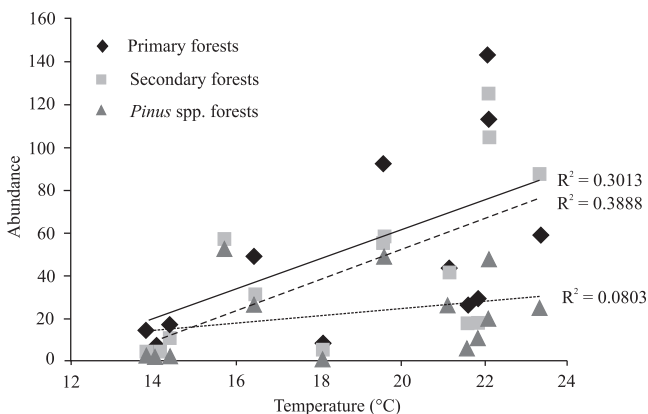 160
140
120
100
80
60
40
20
0
Abundance
Primary forests
Secondary forests
Pinus spp. forests
R² = 0.3013
R² = 0.3888
R² = 0.0803
12 14 16 18 20 22 24
Temperature (°C)